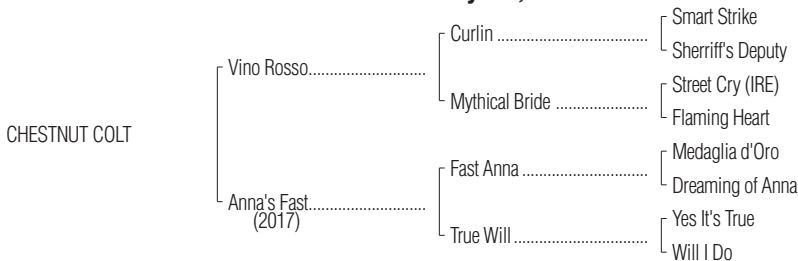 Smart Strike
Curlin
Sherriff's Deputy
Vino Rosso
Street Cry (IRE)
Mythical Bride
Flaming Heart
CHESTNUT COLT
Medaglia d'Oro
Fast Anna
Dreaming of Anna
Anna's Fast
(2017)
Yes It's True
True Will
Will I Do